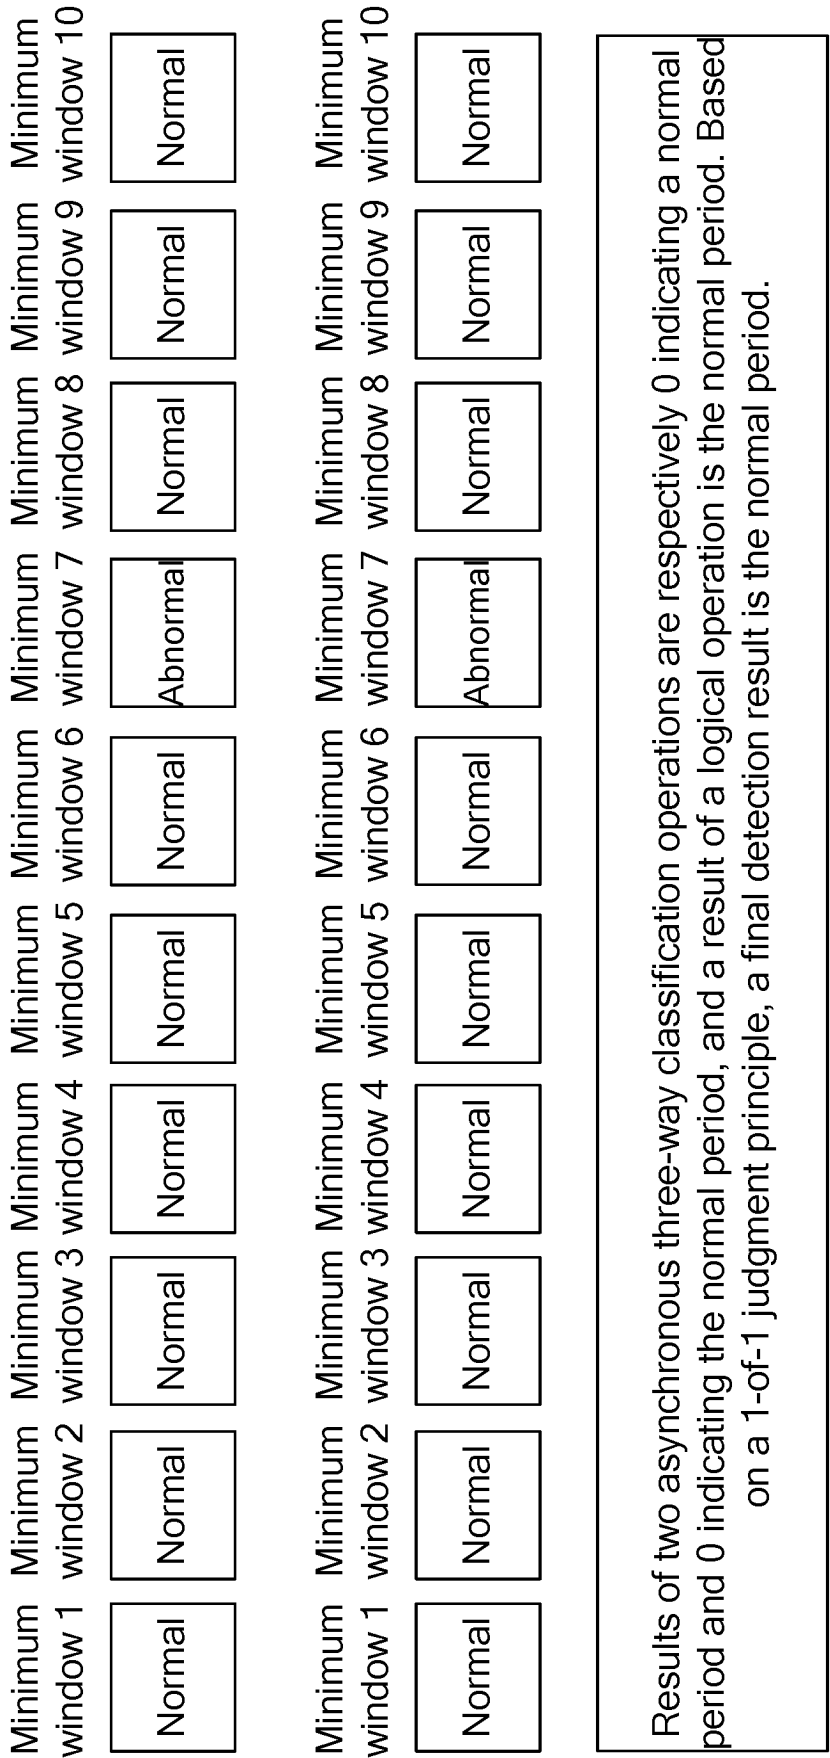 Minimum window 1
Minimum window 2
Minimum window 3
Minimum window 4
Minimum window 5
Minimum window 6
Minimum window 7
Minimum window 8
Minimum window 9
Minimum window 10
Normal
Normal
Normal
Normal
Normal
Normal
Abnormal
Normal
Normal
Normal
Minimum window 1
Minimum window 2
Minimum window 3
Minimum window 4
Minimum window 5
Minimum window 6
Minimum window 7
Minimum window 8
Minimum window 9
Minimum window 10
Normal
Normal
Normal
Normal
Normal
Normal
Abnormal
Normal
Normal
Normal
Results of two asynchronous three-way classification operations are respectively 0 indicating a normal
period and 0 indicating the normal period, and a result of a logical operation is the normal period. Based
on a 1-of-1 judgment principle, a final detection result is the normal period.